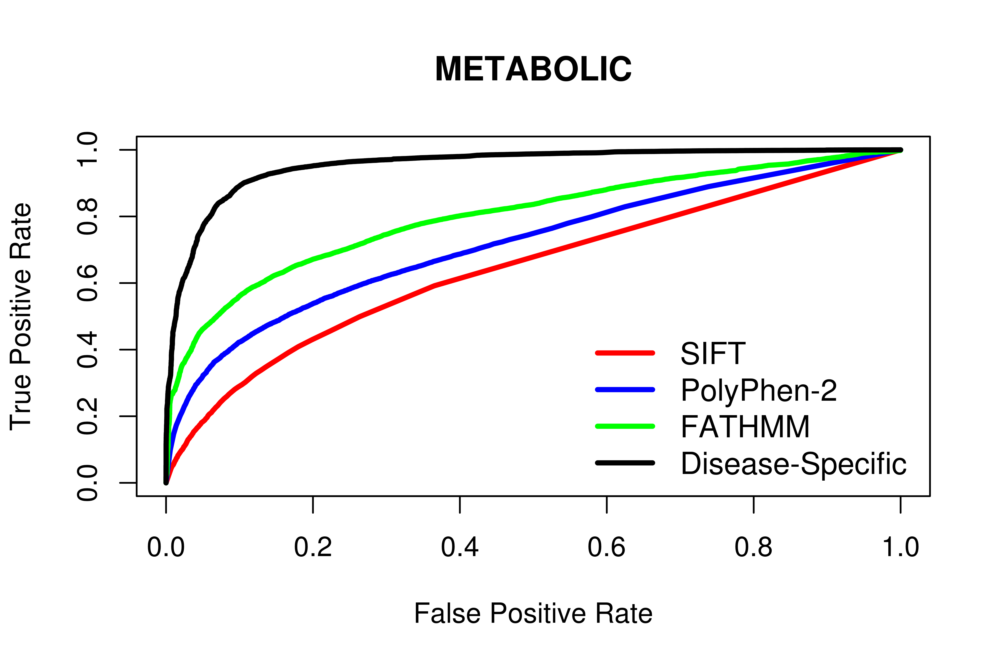 METABOLIC
True Positive Rate
1.0
0.8
0.6
0.4
0.2
0.0
SIFT
PolyPhen-2
FATHMM
Disease-Specific
0.0 0.2 0.4 0.6 0.8 1.0
False Positive Rate